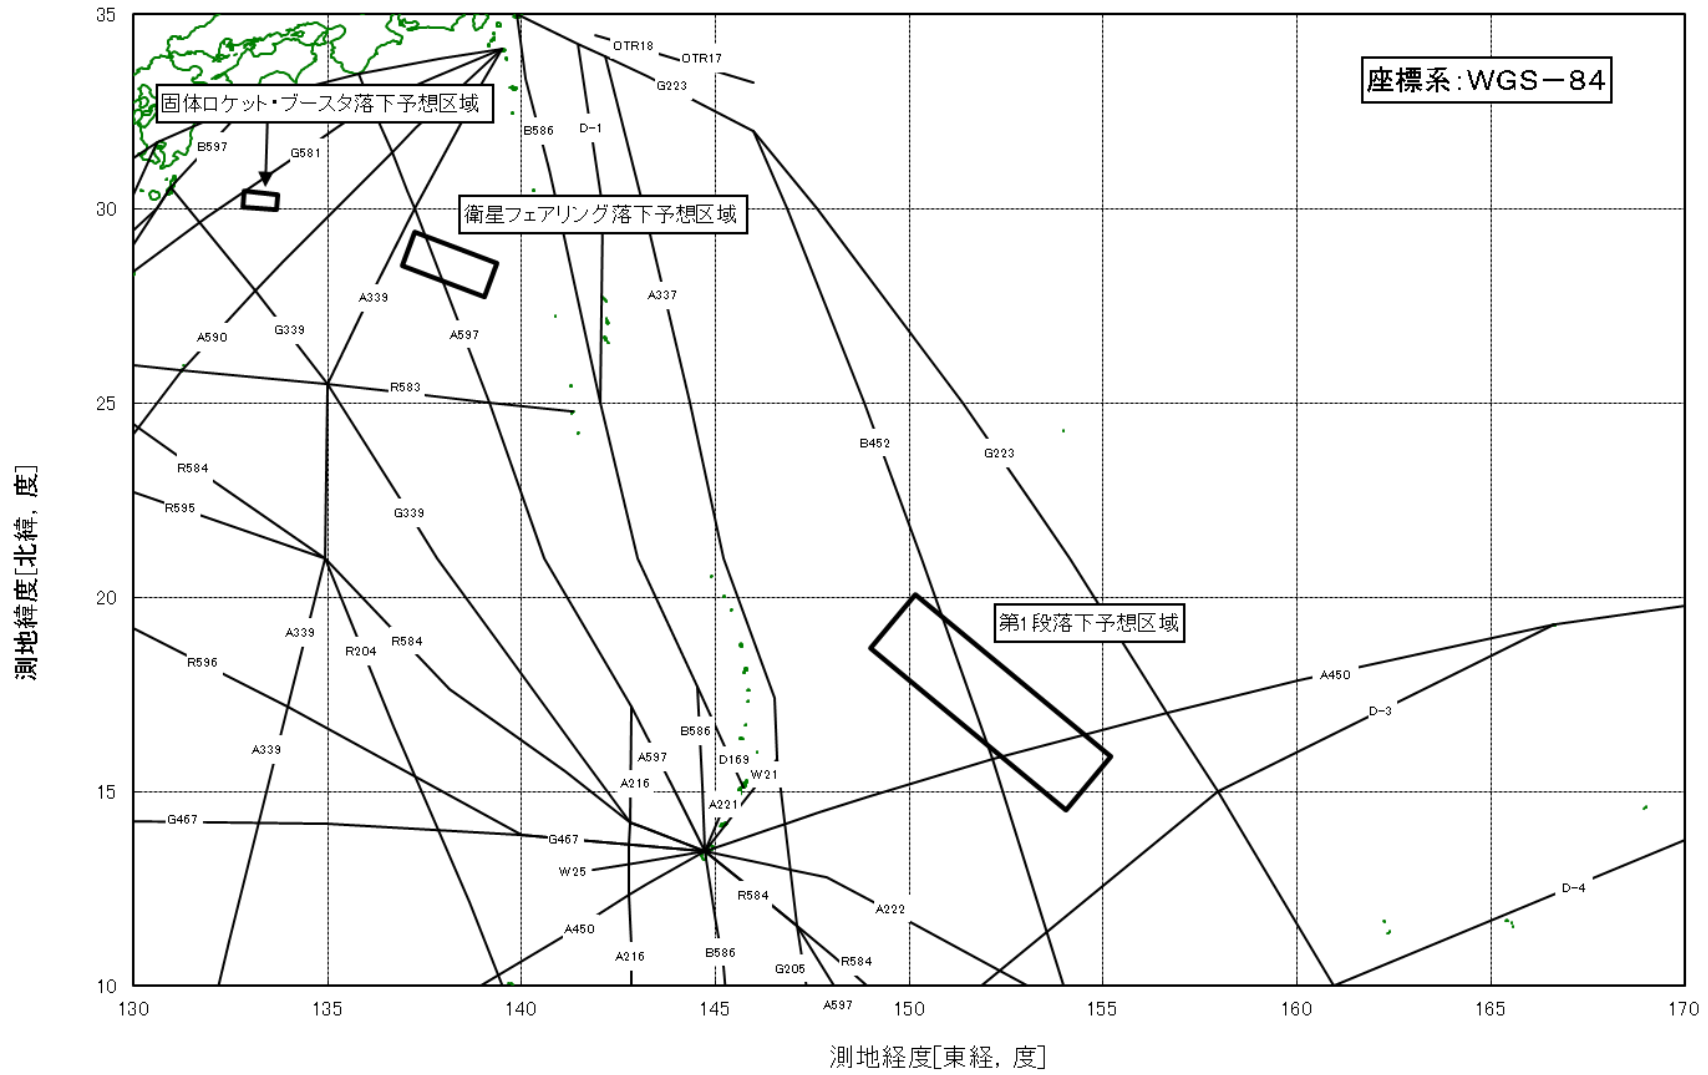 35
30
25
20
15
10
130
135
140
145
150
155
160
165
170
測地緯度[北緯, 度]
測地経度[東経, 度]
座標系:WGS-84
固体ロケット・ブースタ落下予想区域
衛星フェアリング落下予想区域
第1段落下予想区域
OTR18
OTR17
G223
B586
D-1
B597
G581
A339
A337
G339
A590
A597
R583
B452
G223
R584
R595
G339
A339
R204
R584
R596
A339
A450
D-3
B586
A597
D169
W21
A216
A221
G467
G467
W25
R584
A222
D-4
A450
A216
B586
G205
R584
A597